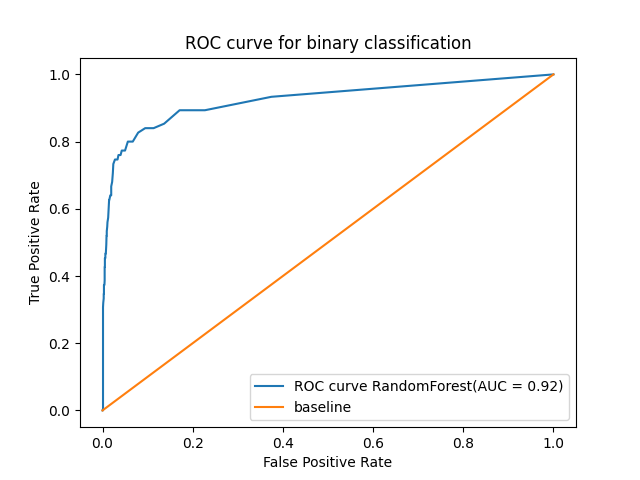 ROC curve for binary classification
1.0
0.8
0.6
0.4
0.2
0.0
True Positive Rate
ROC curve RandomForest(AUC = 0.92)
baseline
0.0 0.2 0.4 0.6 0.8 1.0
False Positive Rate